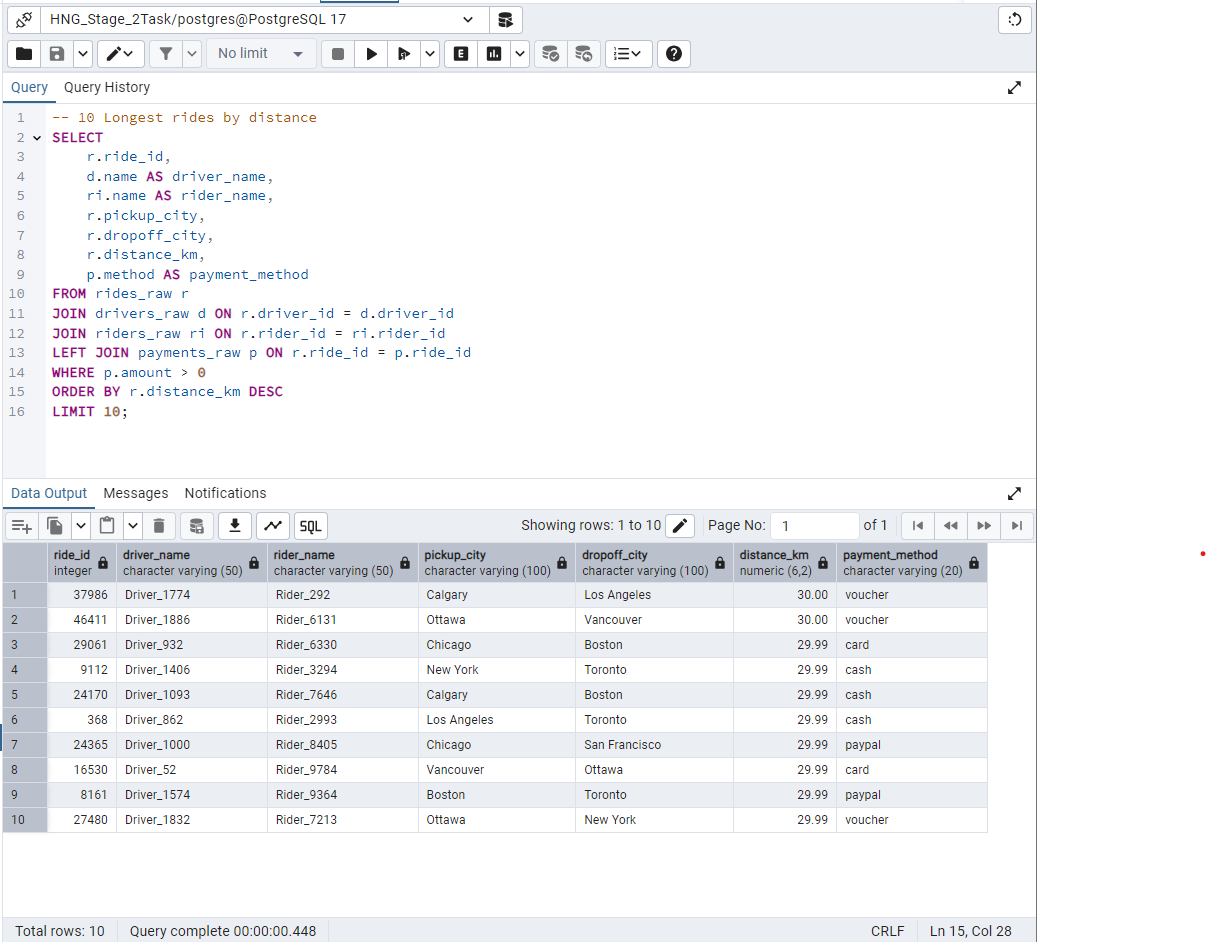 HNG_Stage_2Task/postgres@PostgreSQL 17
No limit
E
Query Query History
1 -- 10 Longest rides by distance
2 SELECT
3 r.ride_id,
4 d.name AS driver_name,
5 ri.name AS rider_name,
6 r.pickup_city,
7 r.dropoff_city,
8 r.distance_km,
9 p.method AS payment_method
10 FROM rides_raw r
11 JOIN drivers_raw d ON r.driver_id = d.driver_id
12 JOIN riders_raw ri ON r.rider_id = ri.rider_id
13 LEFT JOIN payments_raw p ON r.ride_id = p.ride_id
14 WHERE p.amount > 0
15 ORDER BY r.distance_km DESC
16 LIMIT 10;
Data Output Messages Notifications
SQL Showing rows: 1 to 10 Page No: 1 of 1
ride_id driver_name rider_name pickup_city dropoff_city distance_km payment_method
integer character varying (50) character varying (50) character varying (100) character varying (100) numeric (6,2) character varying (20)
1 37986 Driver_1774 Rider_292 Calgary Los Angeles 30.00 voucher
2 46411 Driver_1886 Rider_6131 Ottawa Vancouver 30.00 voucher
3 29061 Driver_932 Rider_6330 Chicago Boston 29.99 card
4 9112 Driver_1406 Rider_3294 New York Toronto 29.99 cash
5 24170 Driver_1093 Rider_7646 Calgary Boston 29.99 cash
6 368 Driver_862 Rider_2993 Los Angeles Toronto 29.99 cash
7 24365 Driver_1000 Rider_8405 Chicago San Francisco 29.99 paypal
8 16530 Driver_52 Rider_9784 Vancouver Ottawa 29.99 card
9 8161 Driver_1574 Rider_9364 Boston Toronto 29.99 paypal
10 27480 Driver_1832 Rider_7213 Ottawa New York 29.99 voucher
Total rows: 10 Query complete 00:00:00.448 CRLF Ln 15, Col 28